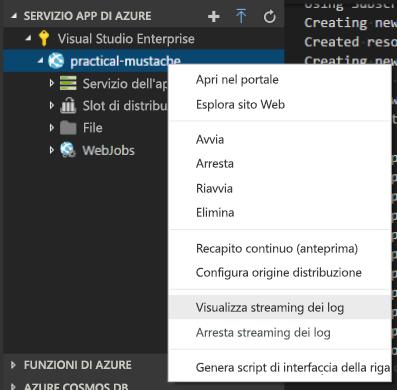 SERVIZIO APP DI AZURE
Visual Studio Enterprise
practical-mustache
Servizio dell'ap
Slot di distribu
File
WebJobs
FUNZIONI DI AZURE
AZURE COSMOS DB
Apri nel portale
Esplora sito Web
Avvia
Arresta
Riavvia
Elimina
Recapito continuo (anteprima)
Configura origine distribuzione
Visualizza streaming dei log
Arresta streaming dei log
Genera script di interfaccia della riga
Creating new
Created reso
Creating new